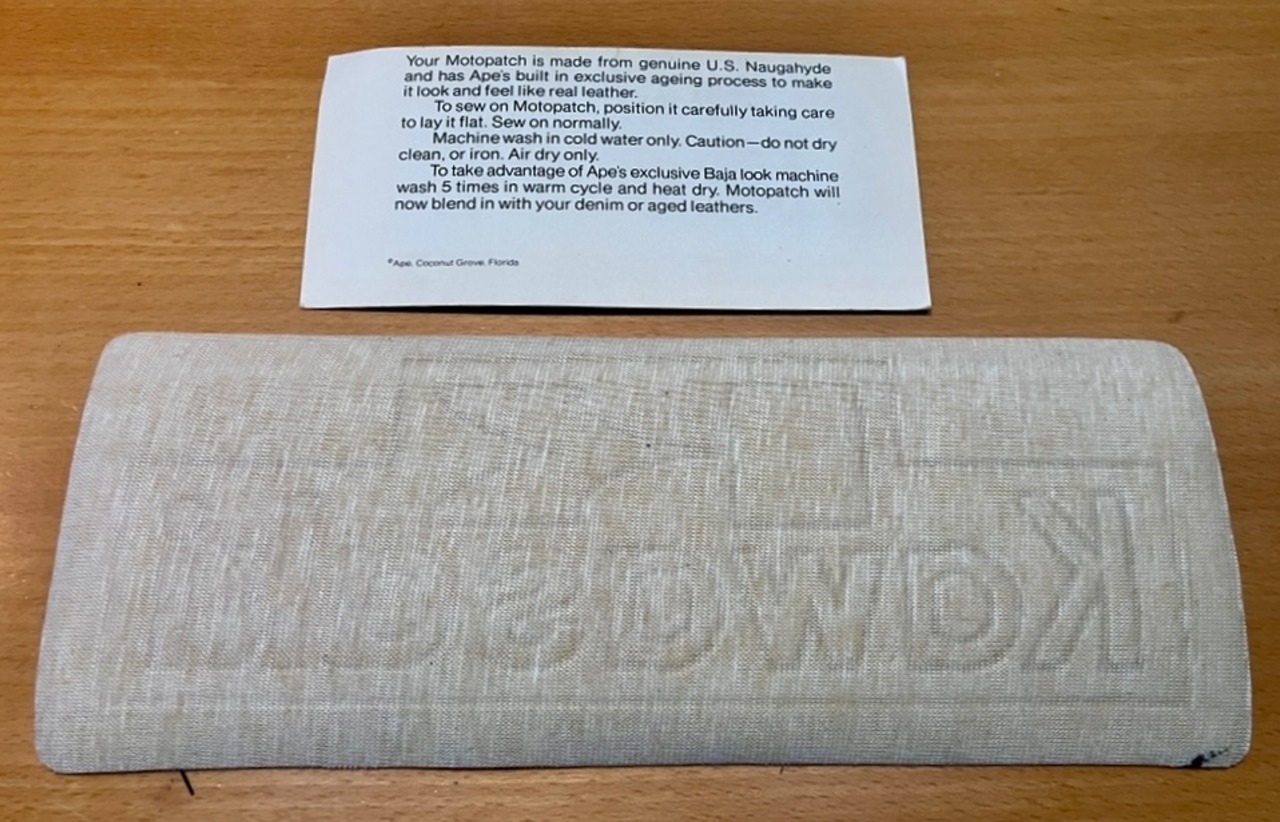 Your Motopatch is made from genuine U.S. Naugahyde
and has Ape's built in exclusive ageing process to make
it look and feel like real leather.
To sew on Motopatch, position it carefully taking care
to lay it flat. Sew on normally.
Machine wash in cold water only. Caution—do not dry
clean, or iron. Air dry only.
To take advantage of Ape's exclusive Baja look machine
wash 5 times in warm cycle and heat dry. Motopatch will
now blend in with your denim or aged leathers.
©Ape. Coconut Grove. Florida
Kawasaki